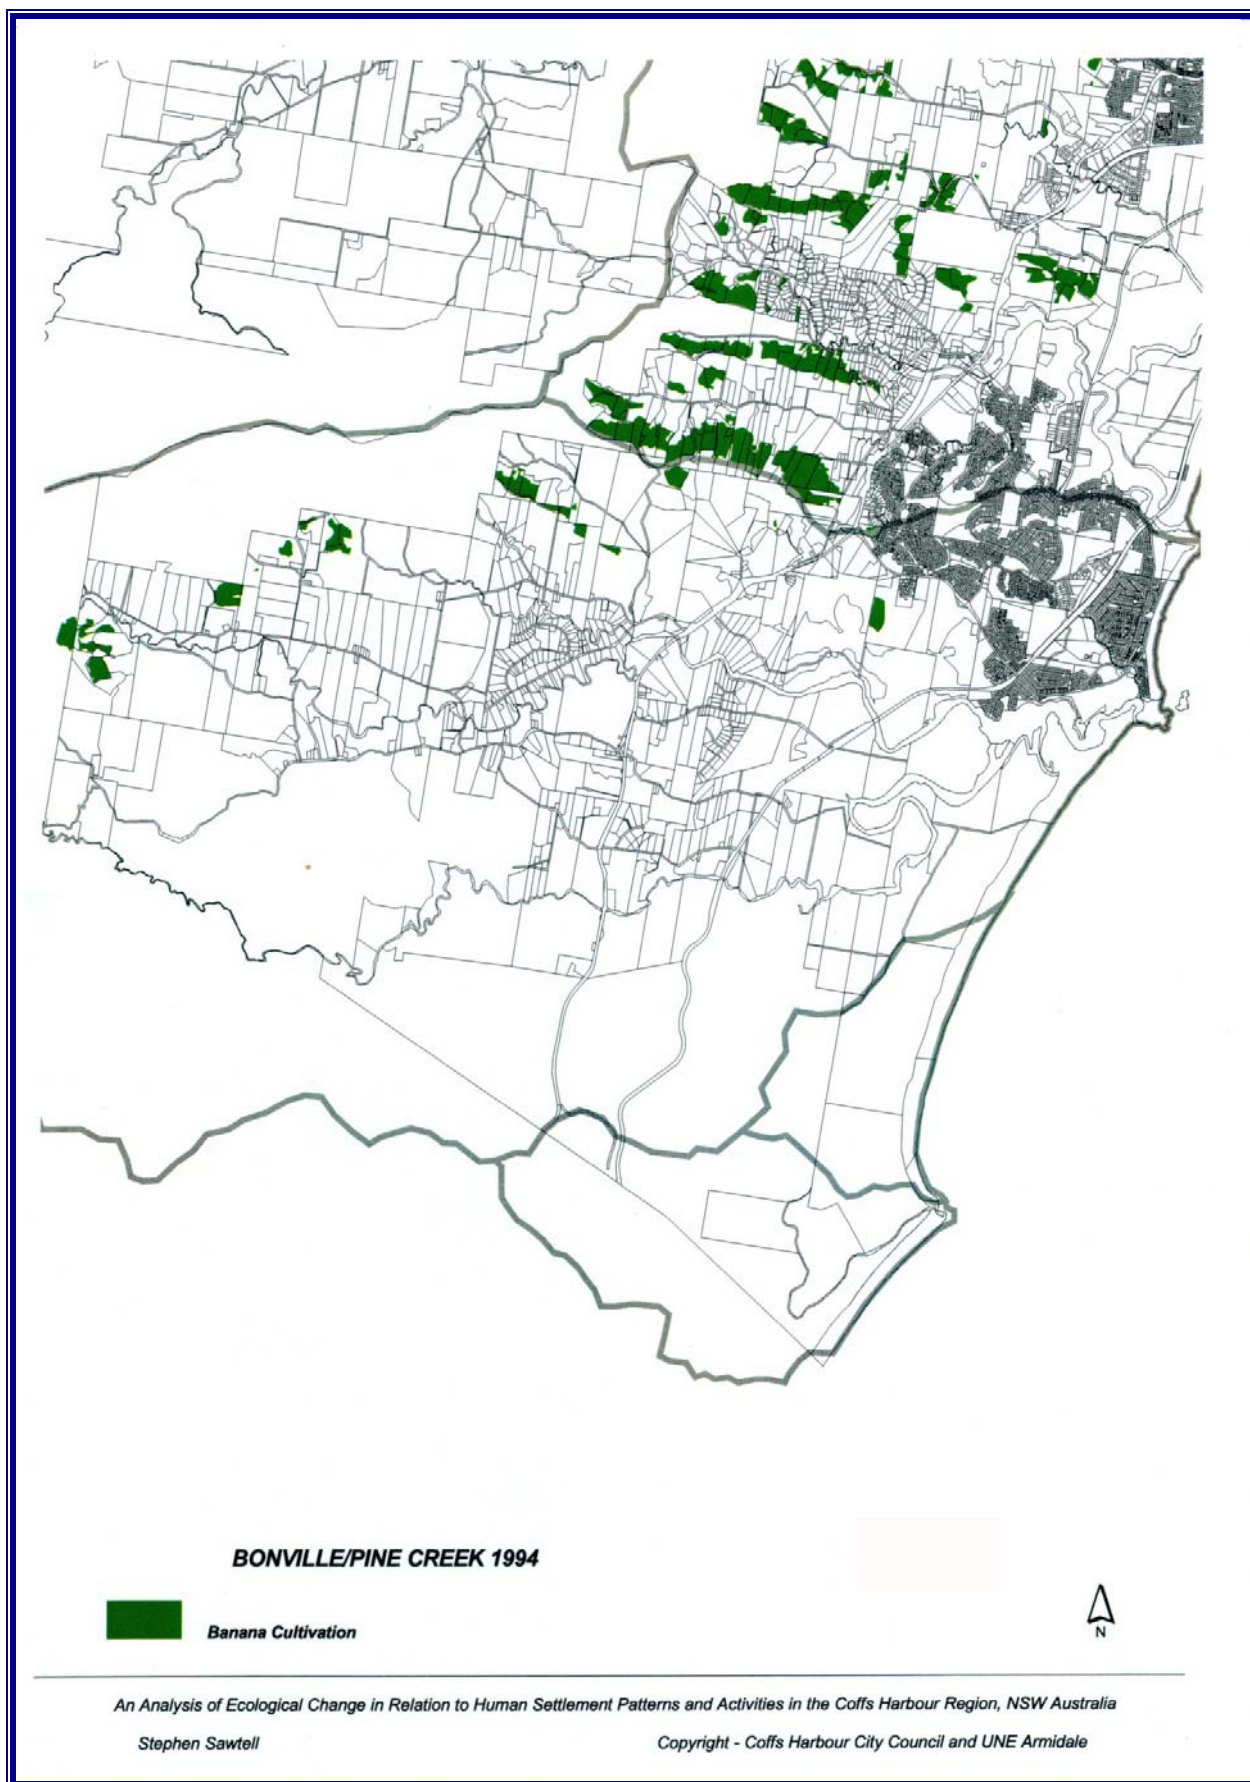 BONVILLE/PINE CREEK 1994
Banana Cultivation
N
An Analysis of Ecological Change in Relation to Human Settlement Patterns and Activities in the Coffs Harbour Region, NSW Australia
Stephen Sawtell
Copyright - Coffs Harbour City Council and UNE Armidale